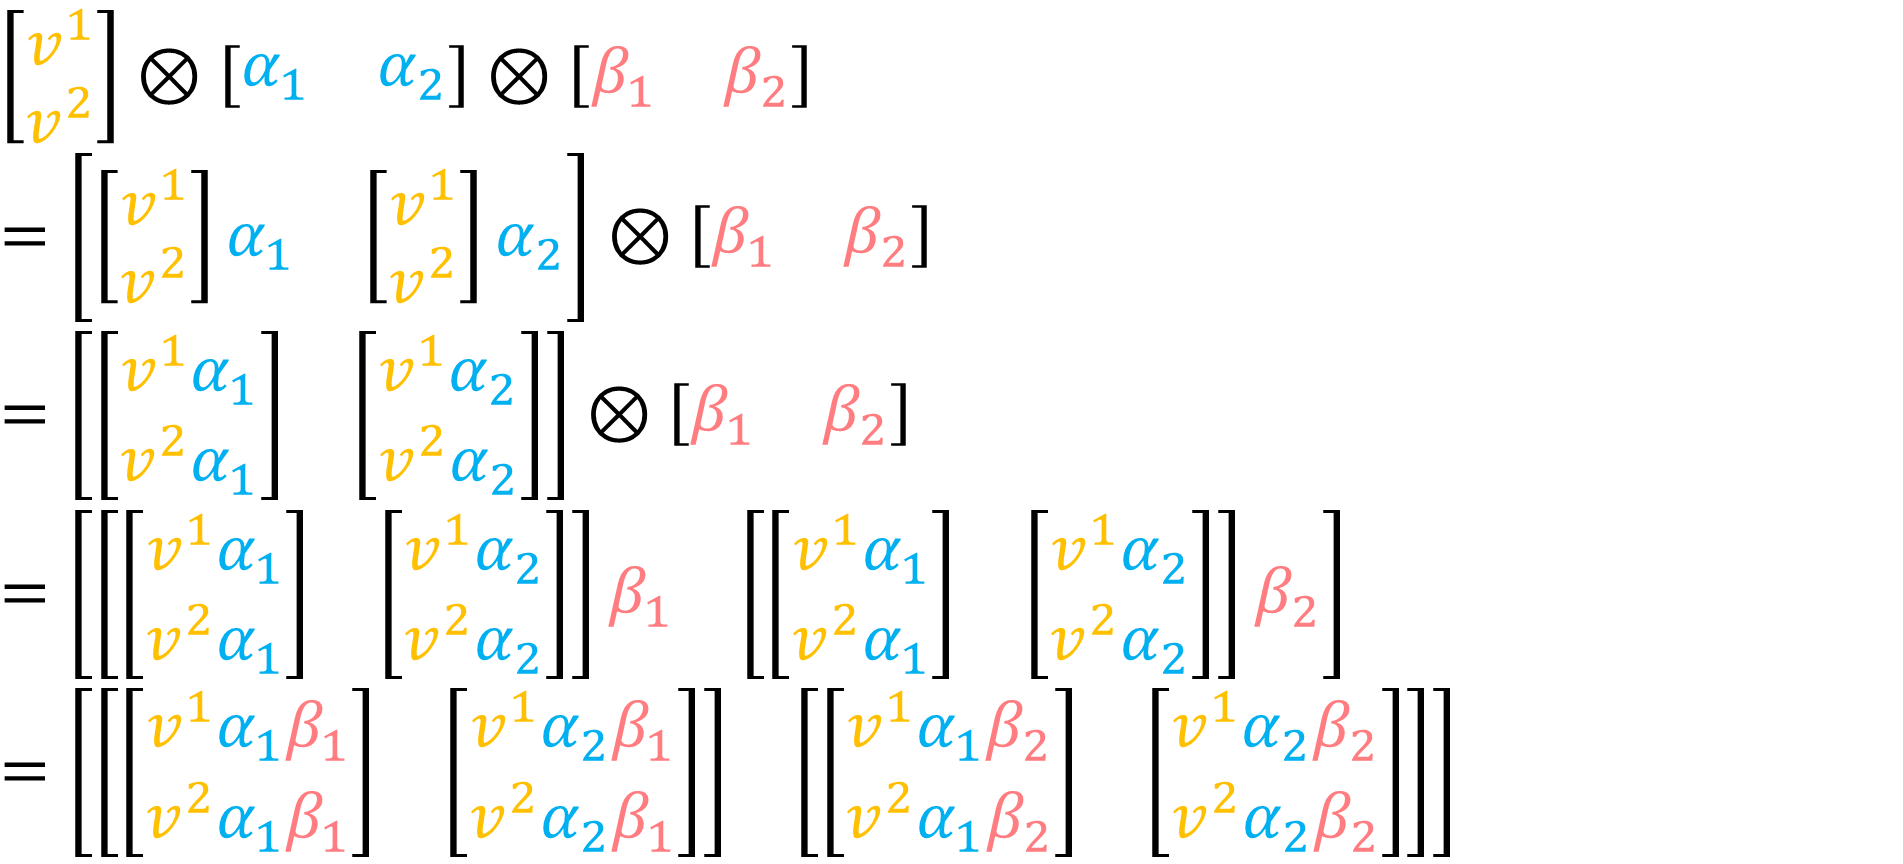 [v¹ v²] ⊗ [α₁ α₂] ⊗ [β₁ β₂]
= [[v¹ v²] α₁ [v¹ v²] α₂] ⊗ [β₁ β₂]
= [[v¹α₁ v²α₁] [v¹α₂ v²α₂]] ⊗ [β₁ β₂]
= [[[v¹α₁ v²α₁] [v¹α₂ v²α₂]] β₁ [[v¹α₁ v²α₁] [v¹α₂ v²α₂]] β₂]
= [[[v¹α₁β₁ v²α₁β₁] [v¹α₂β₁ v²α₂β₁]] [[v¹α₁β₂ v²α₁β₂] [v¹α₂β₂ v²α₂β₂]]]